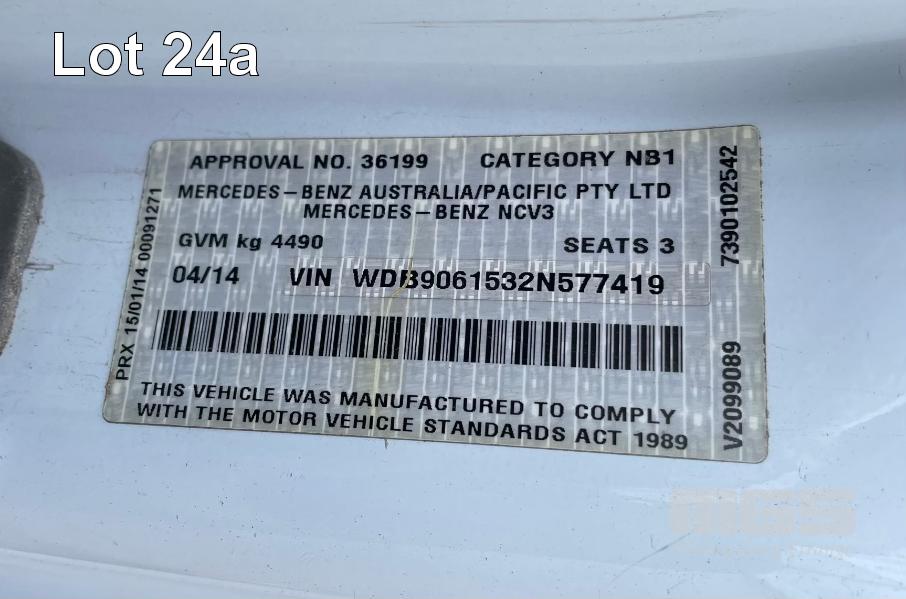 Lot 24a
APPROVAL NO. 36199 CATEGORY NB1
MERCEDES-BENZ AUSTRALIA/PACIFIC PTY LTD
MERCEDES-BENZ NCV3
GVM kg 4490 SEATS 3
04/14 VIN WDB9061532N577419
THIS VEHICLE WAS MANUFACTURED TO COMPLY
WITH THE MOTOR VEHICLE STANDARDS ACT 1989
PRX 15/01/14 00091271
7390102542
V2099089
MGS